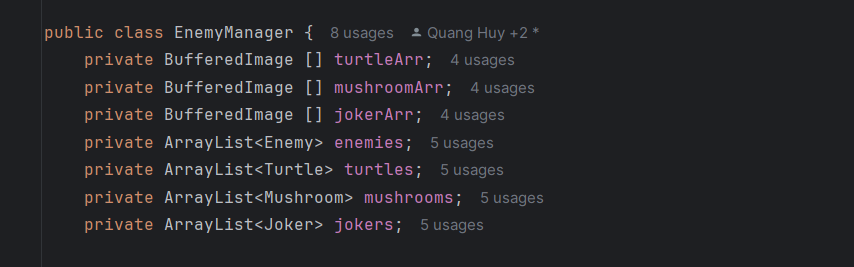 public class EnemyManager { 8 usages Quang Huy +2 *
private BufferedImage [] turtleArr; 4 usages
private BufferedImage [] mushroomArr; 4 usages
private BufferedImage [] jokerArr; 4 usages
private ArrayList<Enemy> enemies; 5 usages
private ArrayList<Turtle> turtles; 5 usages
private ArrayList<Mushroom> mushrooms; 5 usages
private ArrayList<Joker> jokers; 5 usages